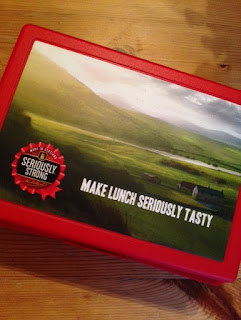 SERIOUSLY
STRONG
MAKE LUNCH SERIOUSLY TASTY